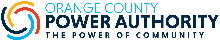 ORANGE COUNTY
POWER AUTHORITY
THE POWER OF COMMUNITY